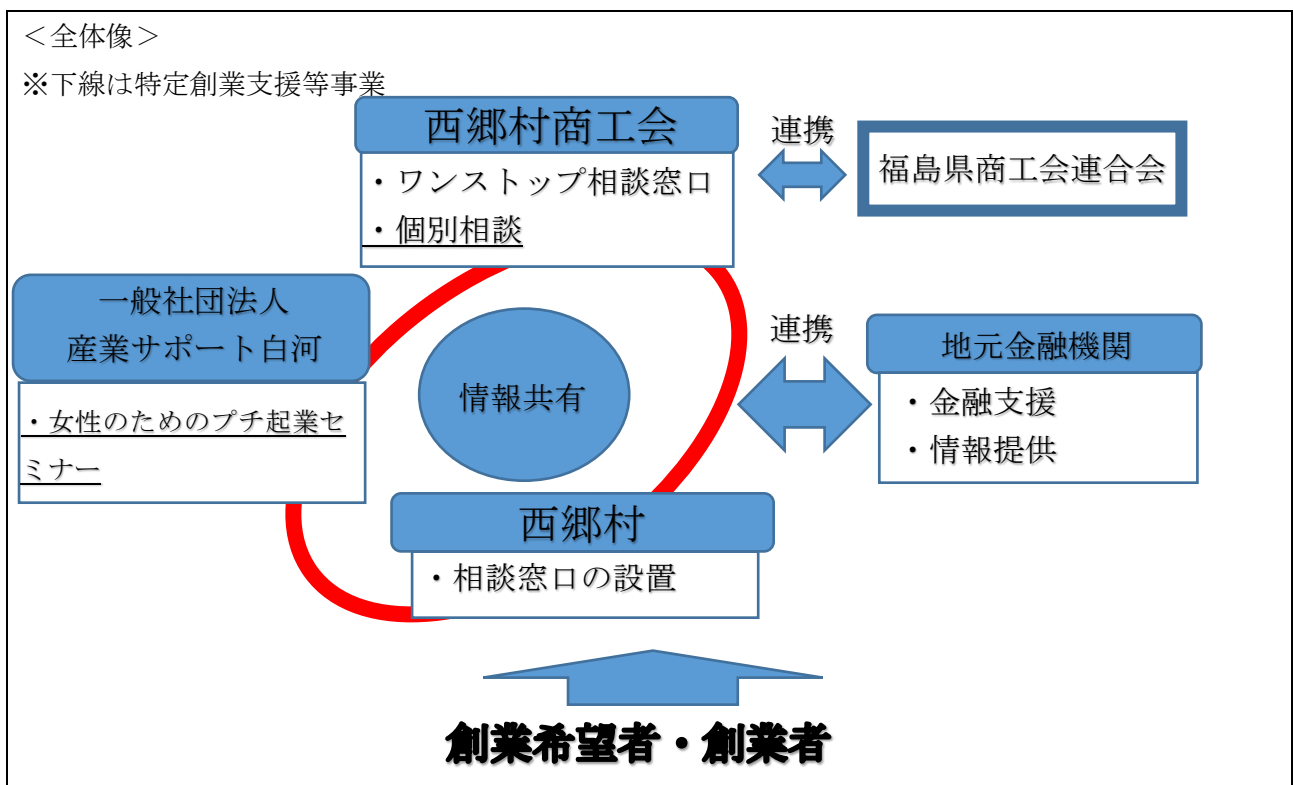 ＜全体像＞
※下線は特定創業支援等事業
西郷村商工会
・ワンストップ相談窓口
・個別相談
連携
福島県商工会連合会
一般社団法人
産業サポート白河
・女性のためのプチ起業セ
ミナー
情報共有
連携
地元金融機関
・金融支援
・情報提供
西郷村
・相談窓口の設置
創業希望者・創業者